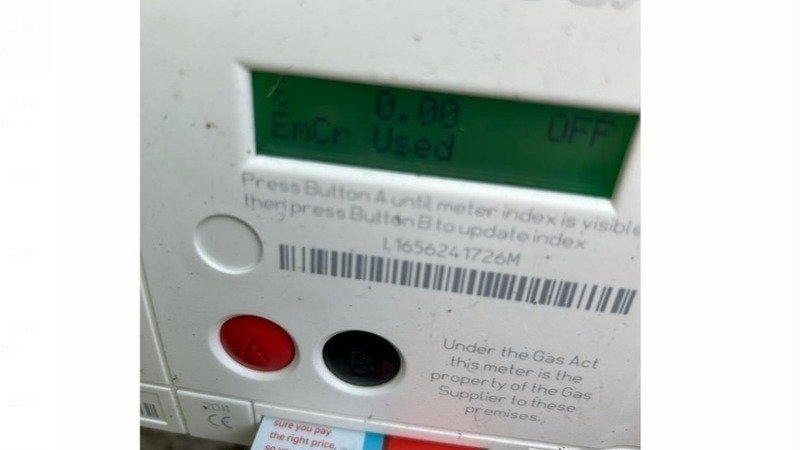 £ 0.00 OFF
EmCr Used
Press Button A until meter index is visible
then press Button B to update index
L1656241726M
A B
Under the Gas Act
this meter is the
property of the Gas
Supplier to these
premises.
CE
sure you pay
the right price,